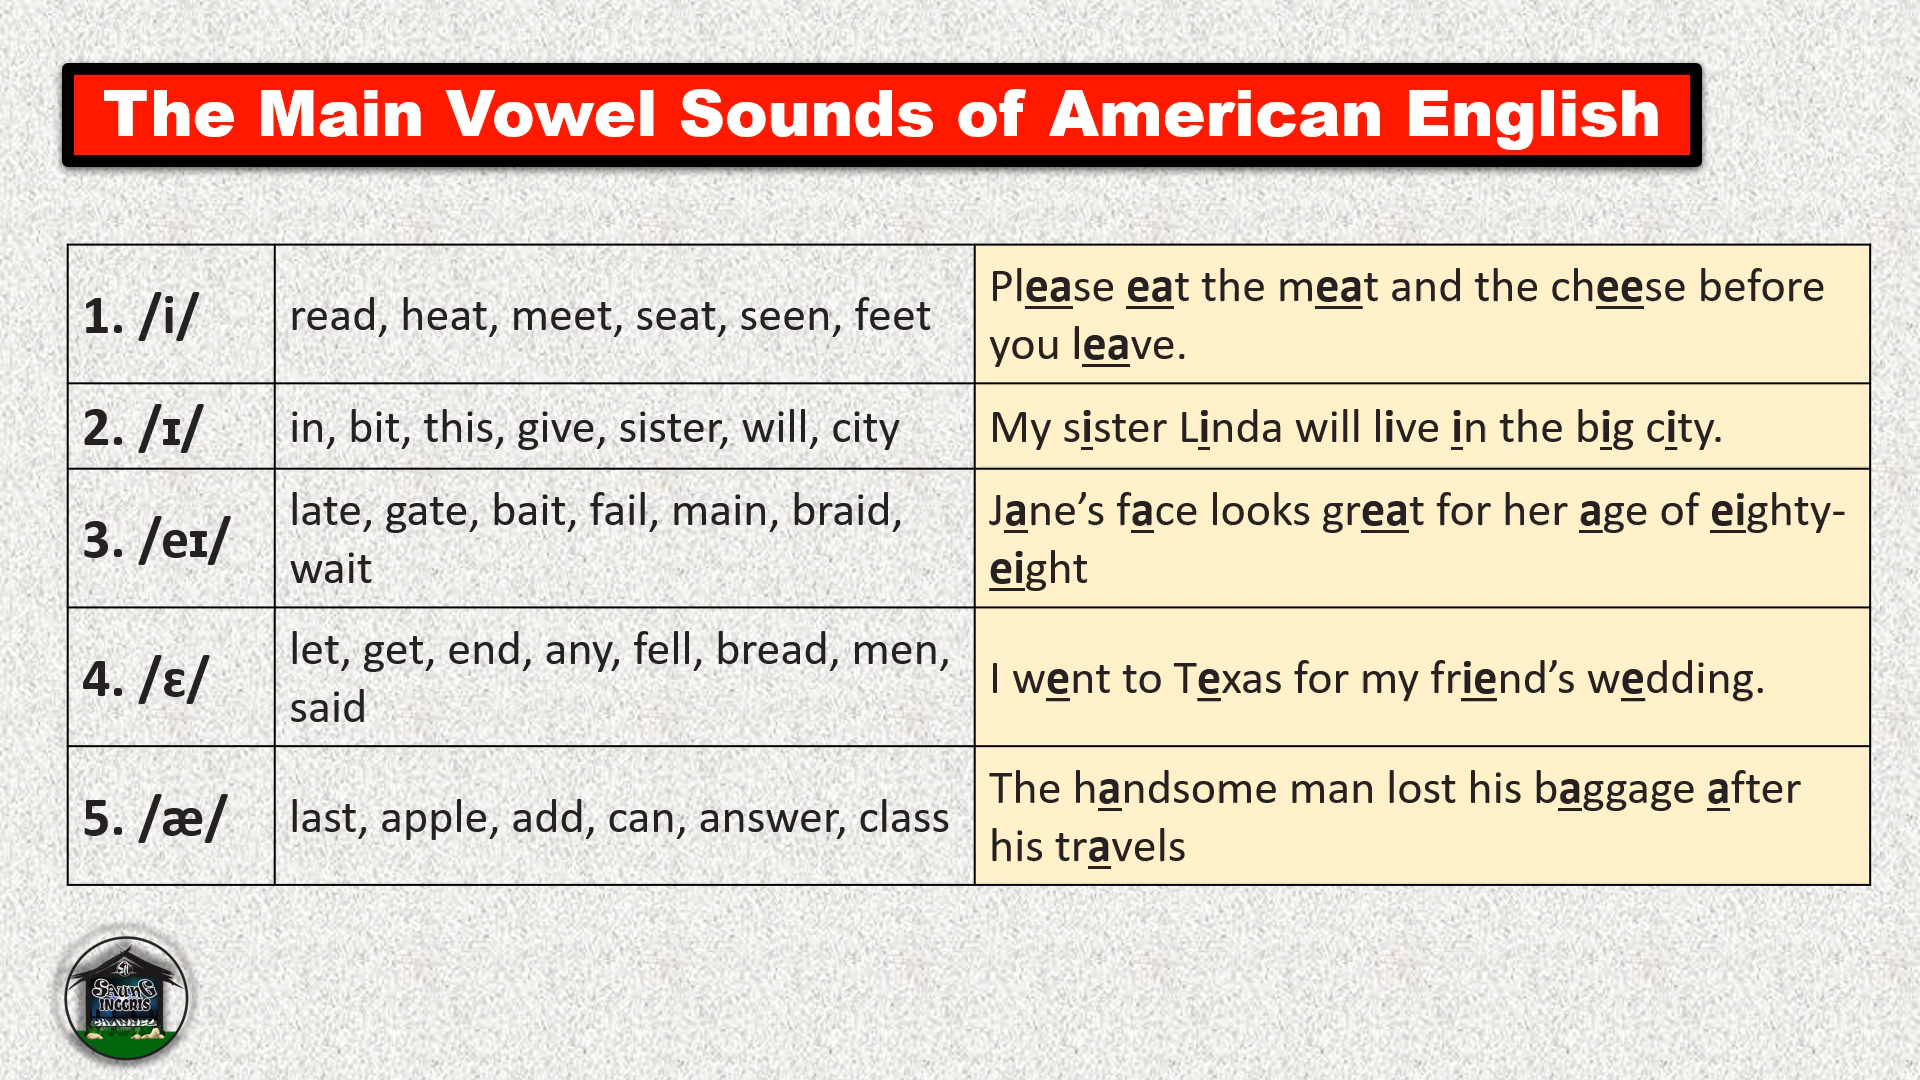 The Main Vowel Sounds of American English
1. /i/
read, heat, meet, seat, seen, feet
Please eat the meat and the cheese before
you leave.
2. /ɪ/
in, bit, this, give, sister, will, city
My sister Linda will live in the big city.
3. /eɪ/
late, gate, bait, fail, main, braid,
wait
Jane’s face looks great for her age of eighty-
eight
4. /ɛ/
let, get, end, any, fell, bread, men,
said
I went to Texas for my friend’s wedding.
5. /æ/
last, apple, add, can, answer, class
The handsome man lost his baggage after
his travels
SAUNG
INGGRIS
CHANNEL